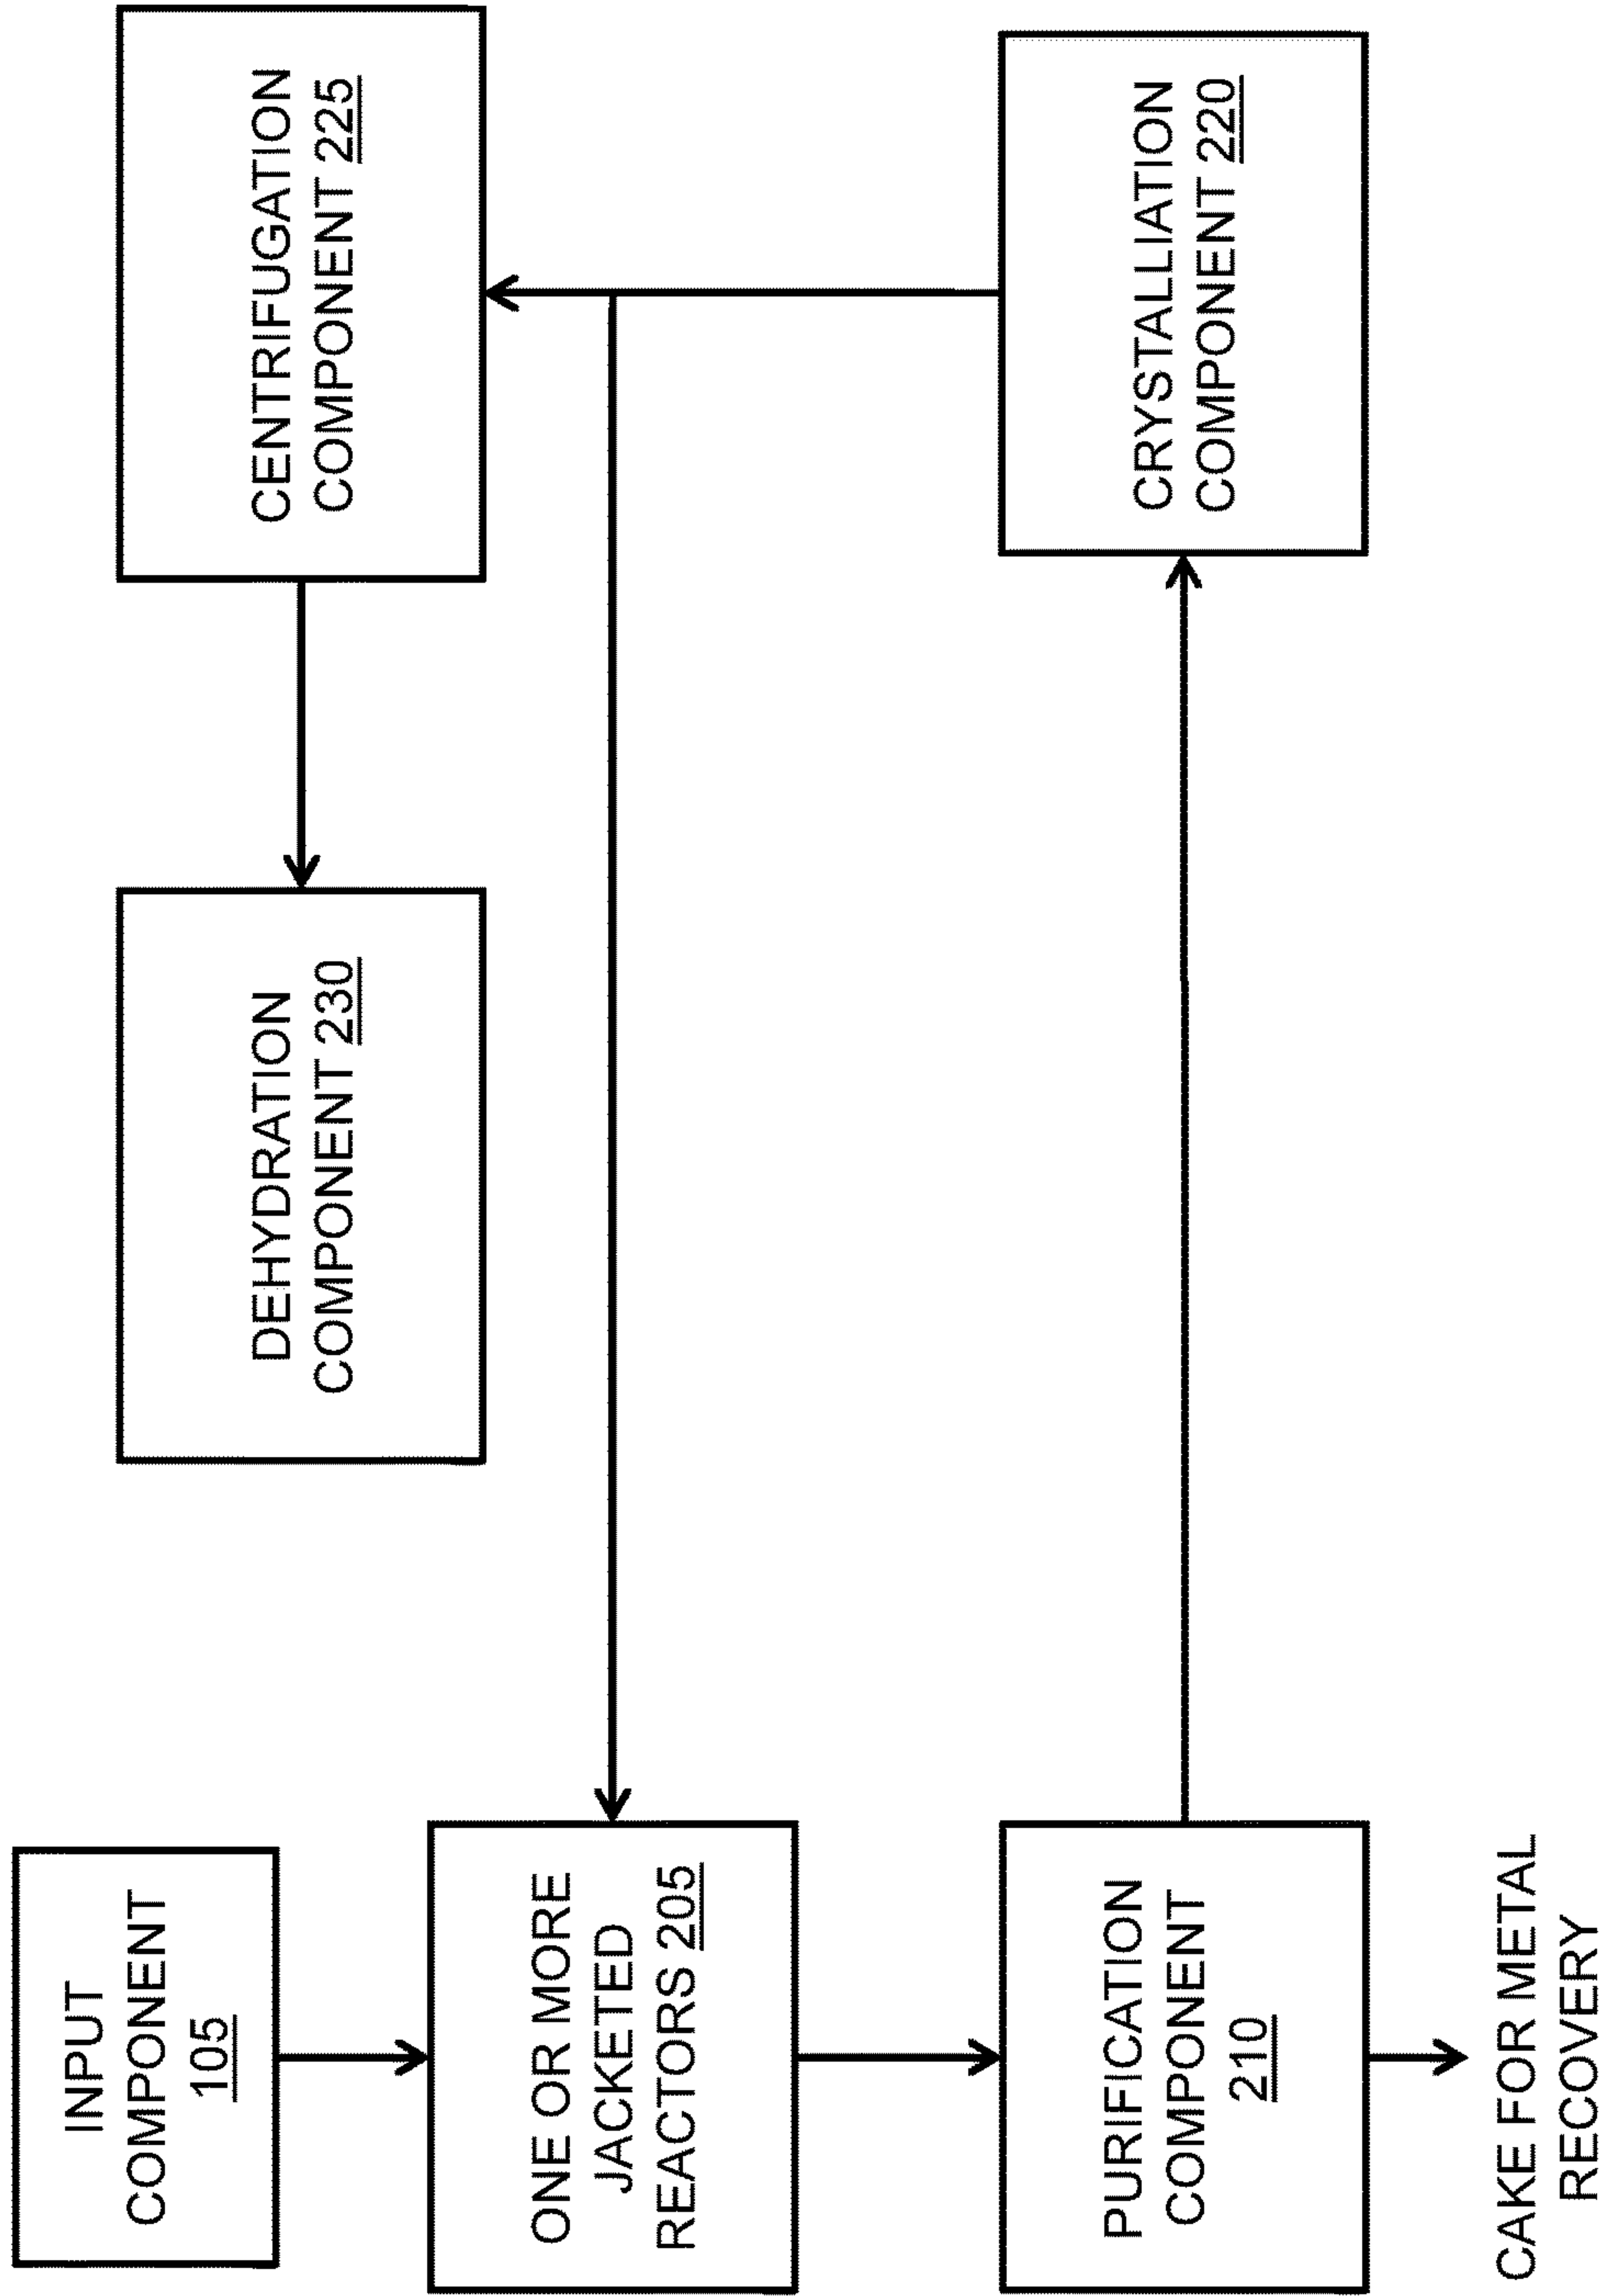 INPUT
COMPONENT
105
ONE OR MORE
JACKETED
REACTORS 205
PURIFICATION
COMPONENT
210
CAKE FOR METAL
RECOVERY
DEHYDRATION
COMPONENT 230
CENTRIFUGATION
COMPONENT 225
CRYSTALLIATION
COMPONENT 220